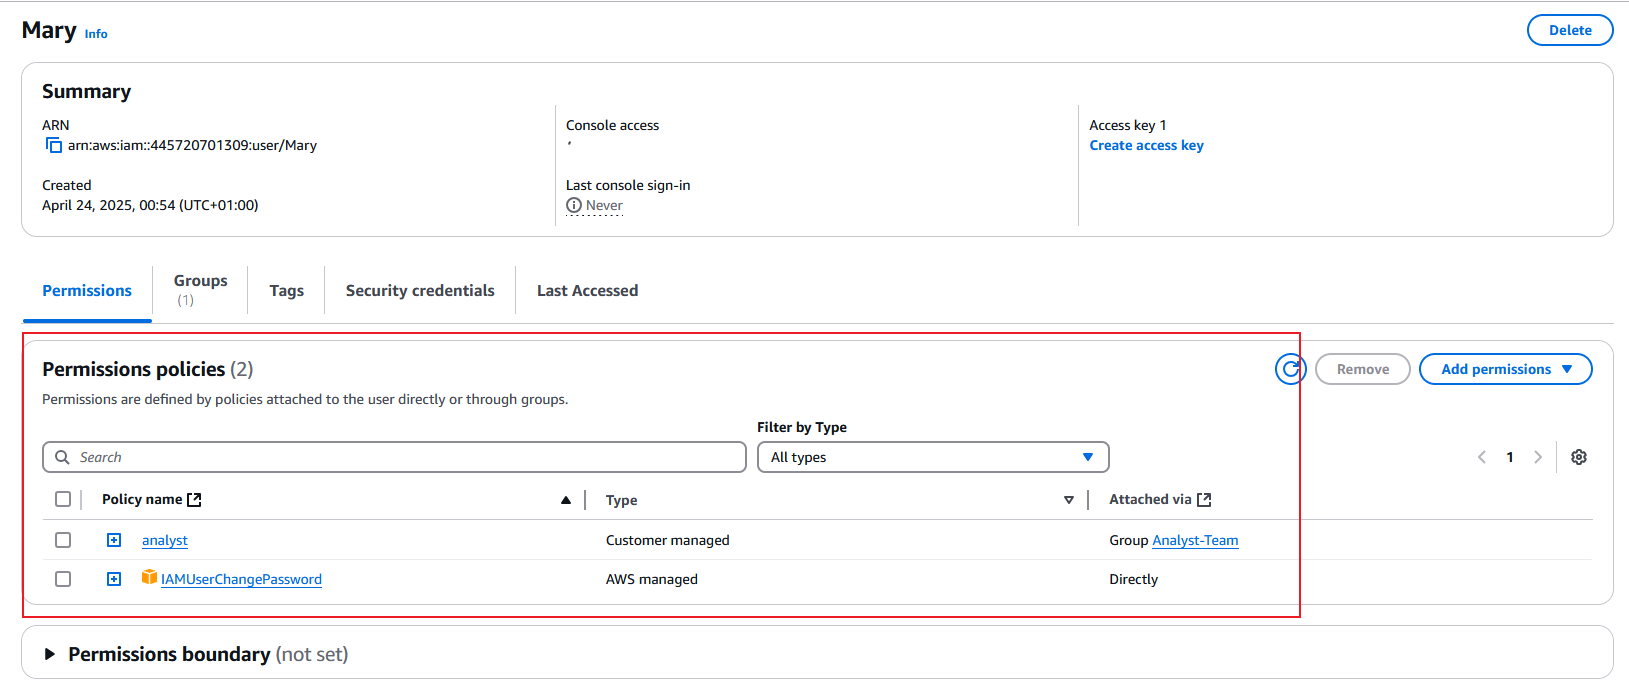 Mary Info
Delete
Summary
ARN
arn:aws:iam::445720701309:user/Mary
Created
April 24, 2025, 00:54 (UTC+01:00)
Console access
Last console sign-in
Never
Access key 1
Create access key
Permissions
Groups
(1)
Tags
Security credentials
Last Accessed
Permissions policies (2)
Remove
Add permissions
Permissions are defined by policies attached to the user directly or through groups.
Filter by Type
Search
All types
1
Policy name
Type
Attached via
analyst
Customer managed
Group Analyst-Team
IAMUserChangePassword
AWS managed
Directly
Permissions boundary (not set)